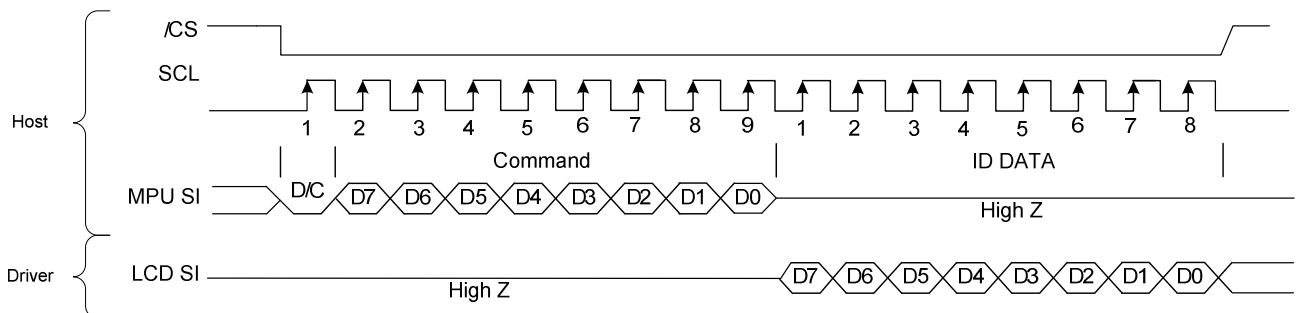 /CS
SCL
Host
1 2 3 4 5 6 7 8 9 1 2 3 4 5 6 7 8
Command ID DATA
MPU SI D/C D7 D6 D5 D4 D3 D2 D1 D0 High Z
Driver LCD SI High Z D7 D6 D5 D4 D3 D2 D1 D0